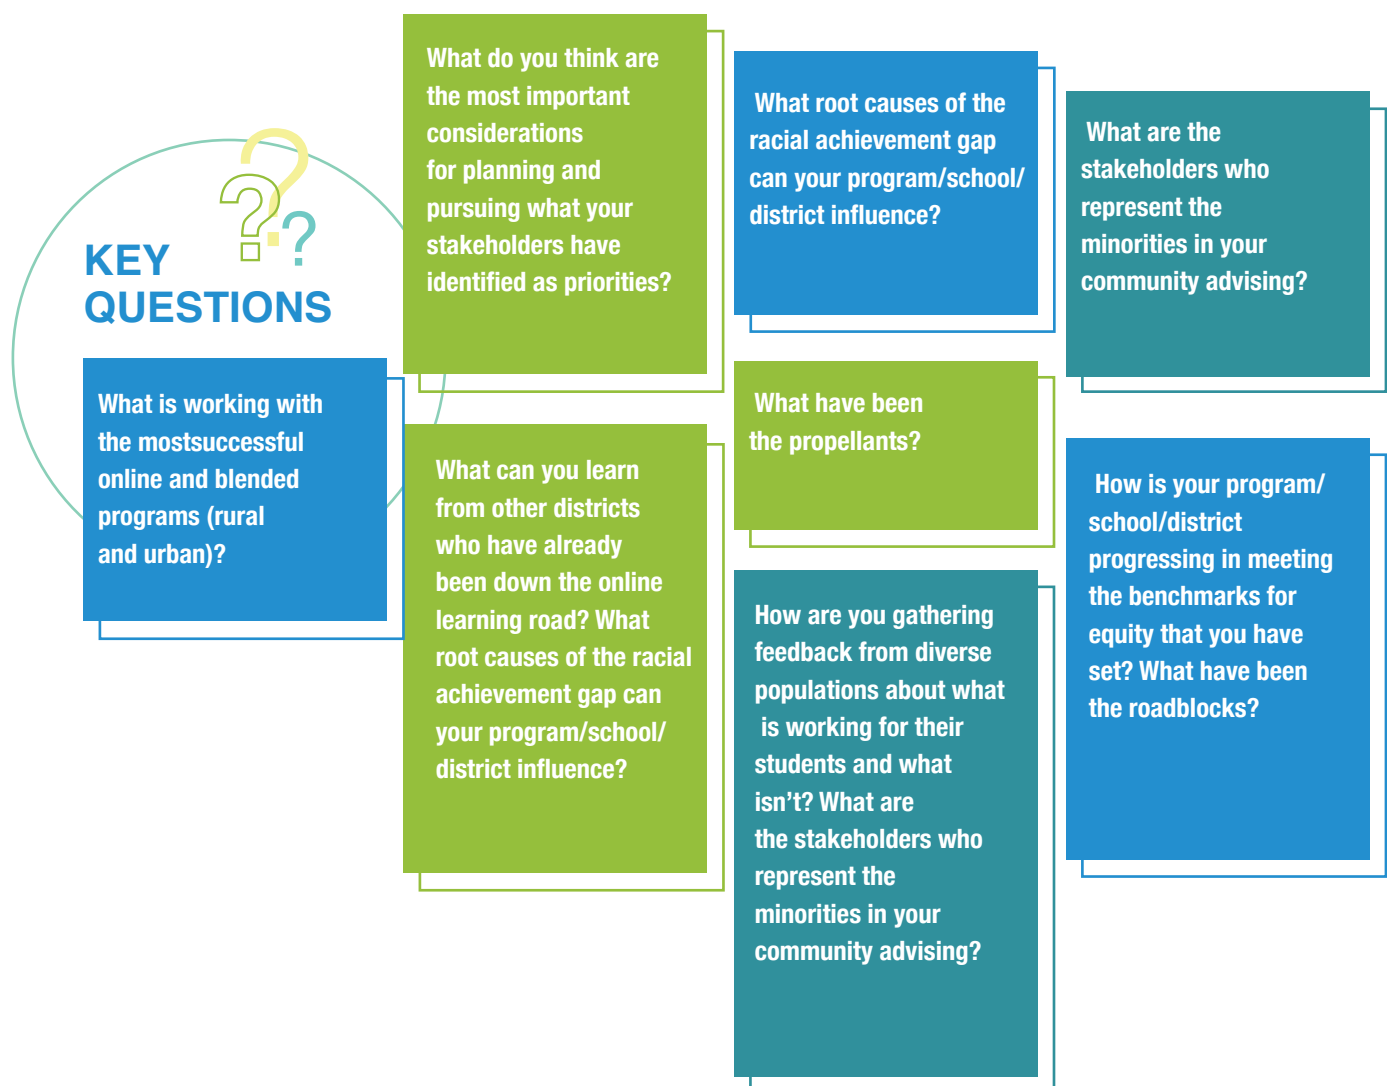 KEY
QUESTIONS
What is working with
the mostsuccessful
online and blended
programs (rural
and urban)?
What do you think are
the most important
considerations
for planning and
pursuing what your
stakeholders have
identified as priorities?
What can you learn
from other districts
who have already
been down the online
learning road? What
root causes of the racial
achievement gap can
your program/school/
district influence?
What root causes of the
racial achievement gap
can your program/school/
district influence?
What have been
the propellants?
How are you gathering
feedback from diverse
populations about what
is working for their
students and what
isn't? What are
the stakeholders who
represent the
minorities in your
community advising?
What are the
stakeholders who
represent the
minorities in your
community advising?
How is your program/
school/district
progressing in meeting
the benchmarks for
equity that you have
set? What have been
the roadblocks?